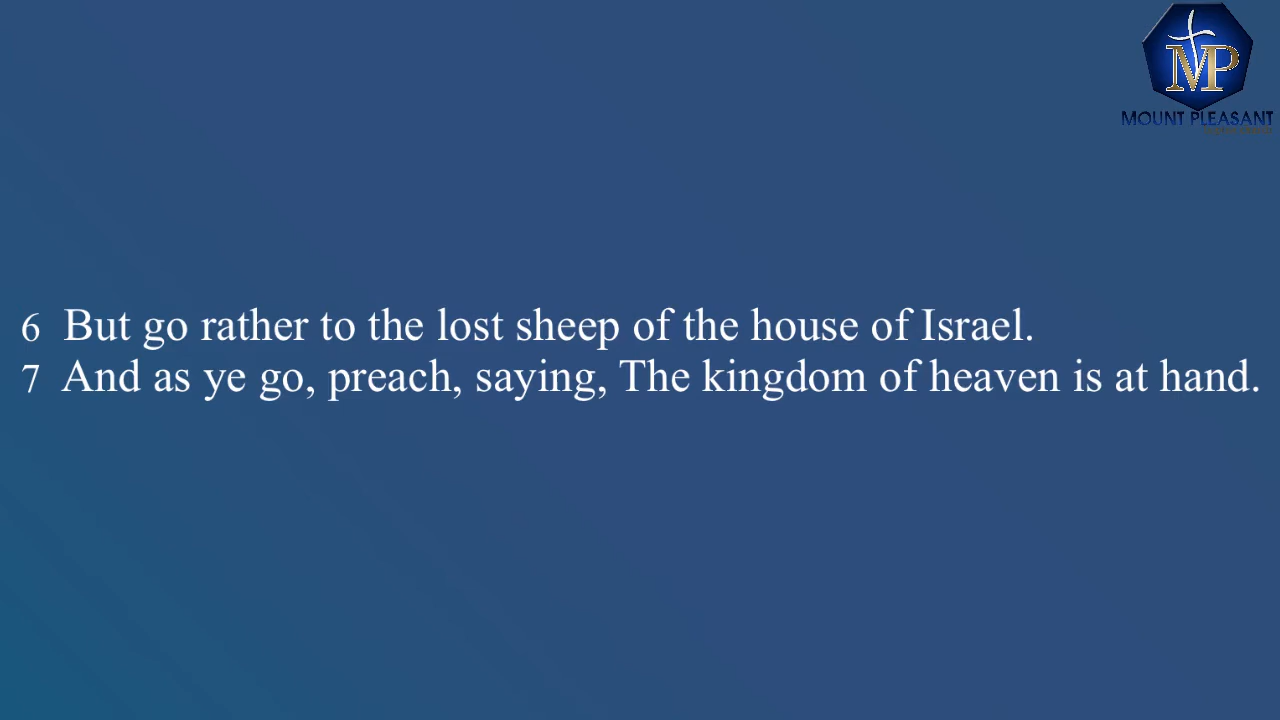 MP
MOUNT PLEASANT
6 But go rather to the lost sheep of the house of Israel.
7 And as ye go, preach, saying, The kingdom of heaven is at hand.